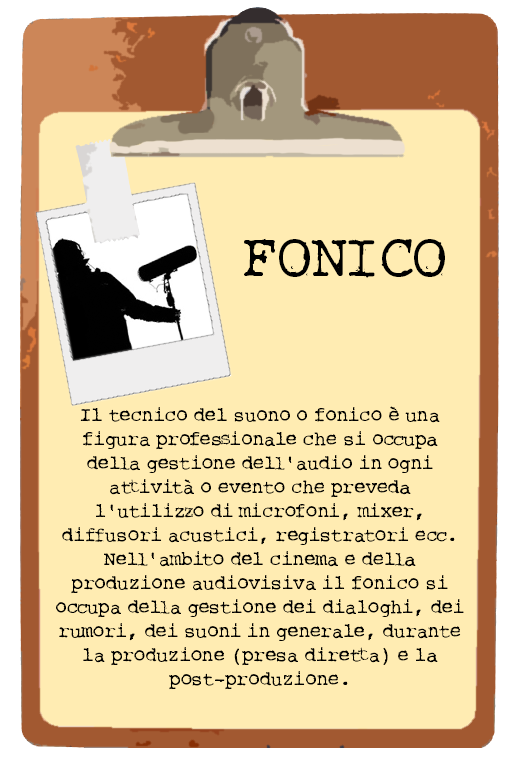 FONICO
Il tecnico del suono o fonico è una
figura professionale che si occupa
della gestione dell'audio in ogni
attività o evento che preveda
l'utilizzo di microfoni, mixer,
diffusori acustici, registratori ecc.
Nell'ambito del cinema e della
produzione audiovisiva il fonico si
occupa della gestione dei dialoghi, dei
rumori, dei suoni in generale, durante
la produzione (presa diretta) e la
post-produzione.